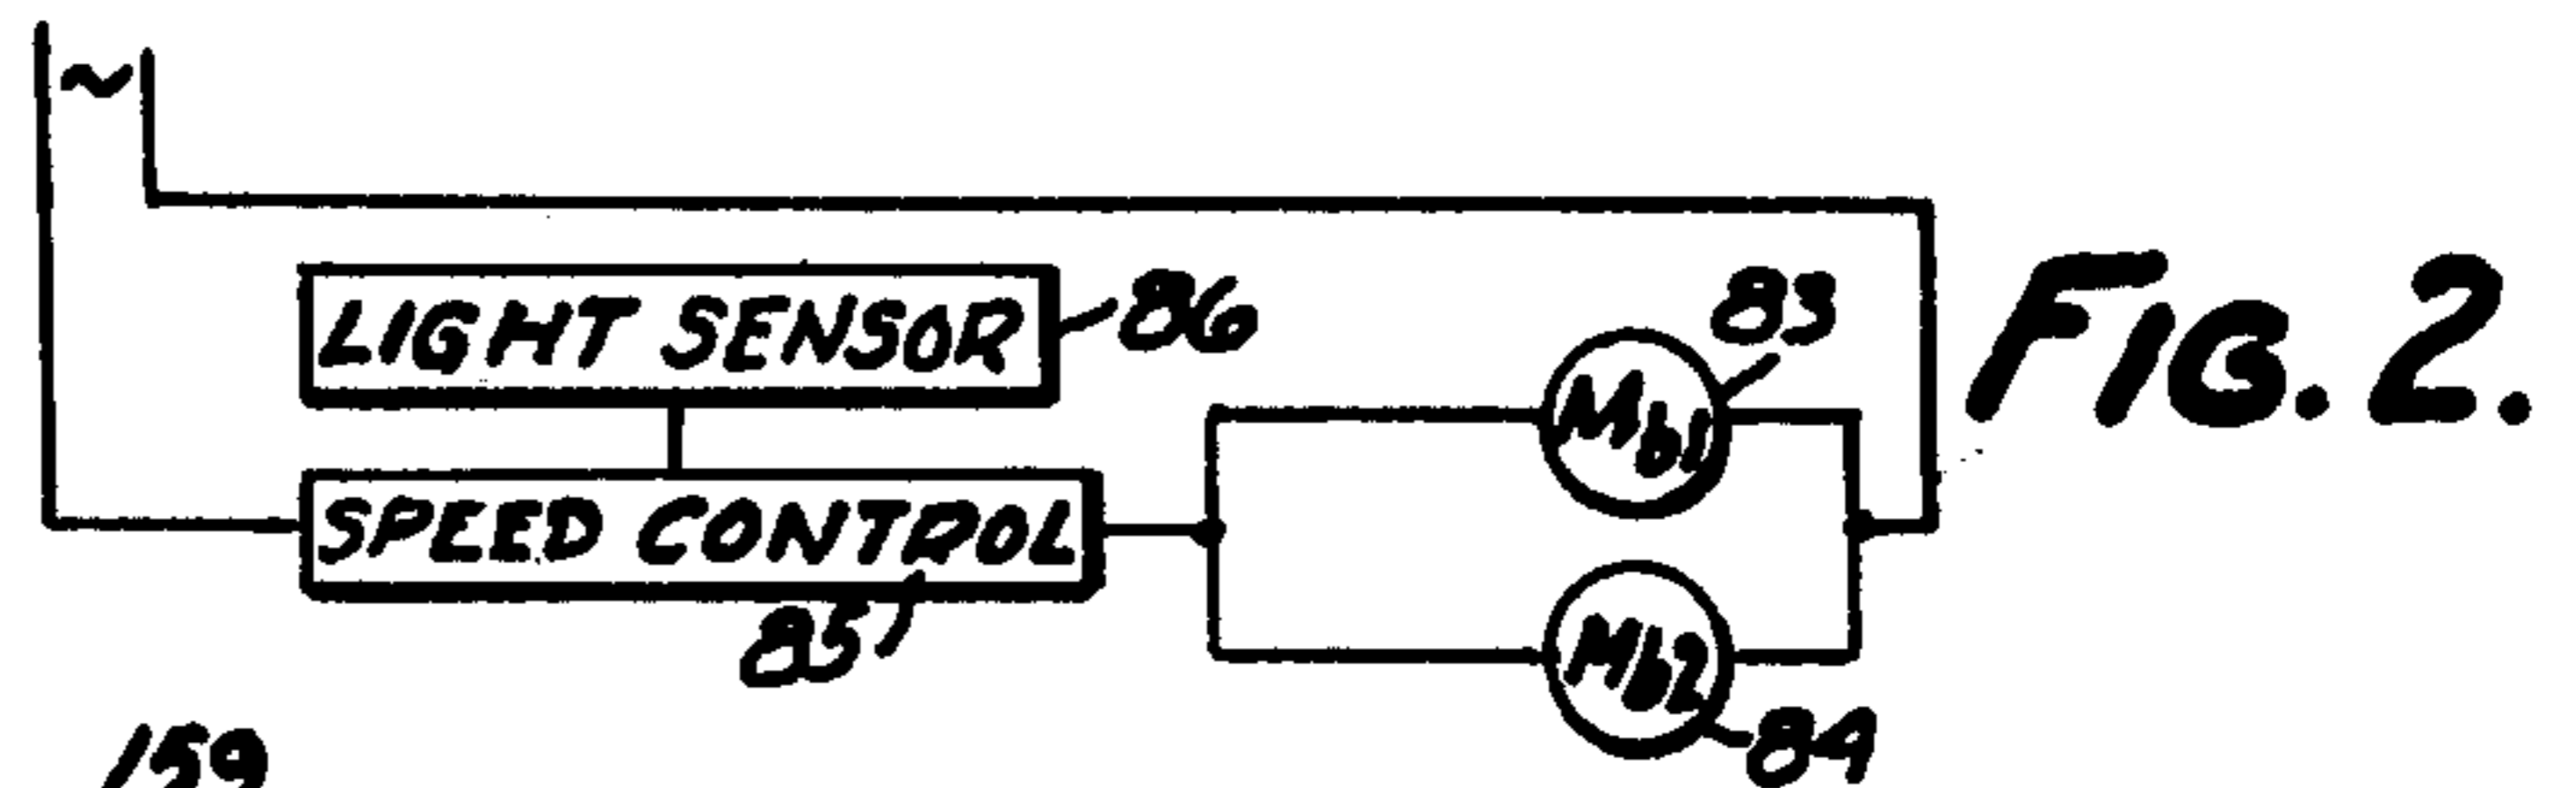 ~
LIGHT SENSOR
86
83
FIG. 2.
Mb1
SPEED CONTROL
85
Mb2
84
159